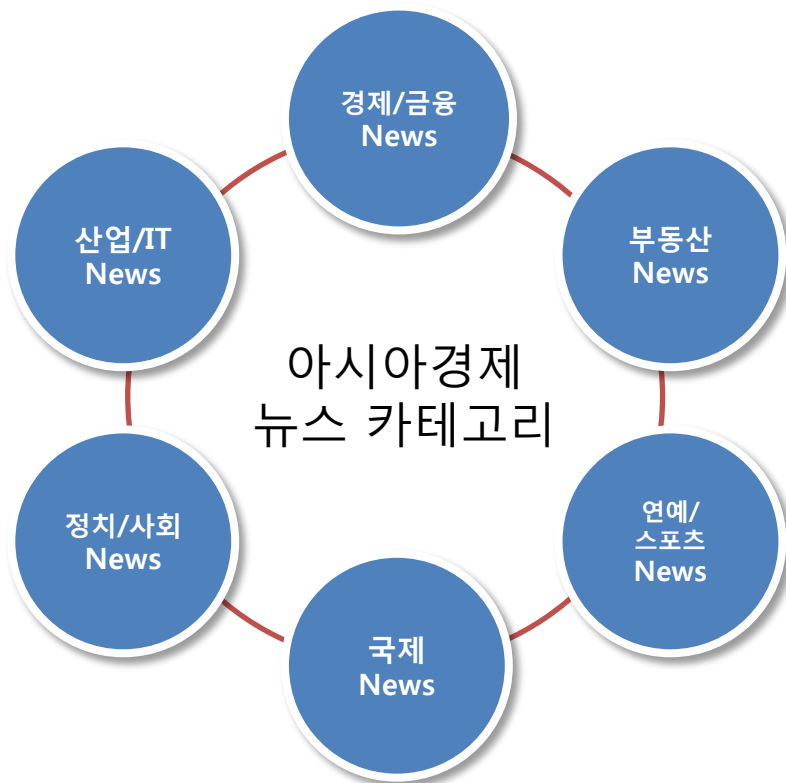 경제/금융
News
산업/IT
News
부동산
News
아시아경제
뉴스 카테고리
정치/사회
News
연예/
스포츠
News
국제
News